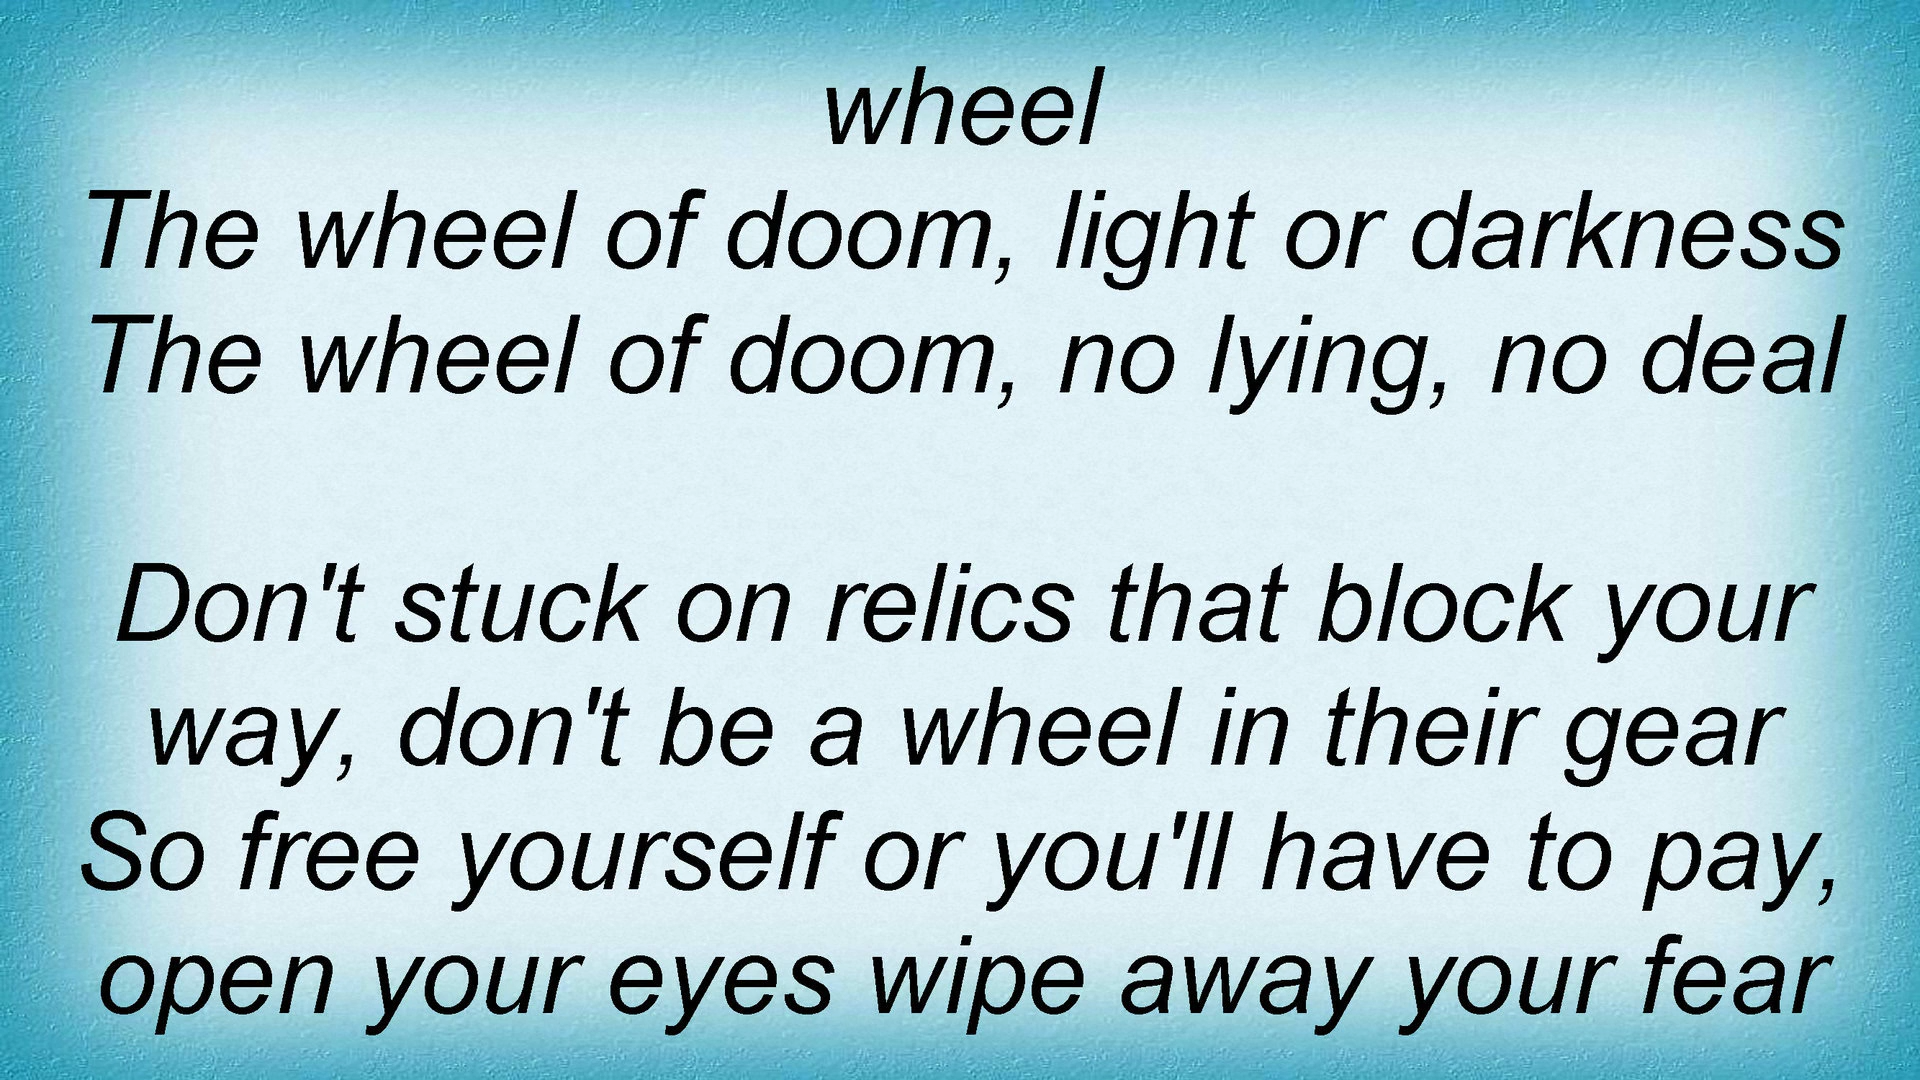 wheel
The wheel of doom, light or darkness
The wheel of doom, no lying, no deal
Don't stuck on relics that block your
way, don't be a wheel in their gear
So free yourself or you'll have to pay,
open your eyes wipe away your fear